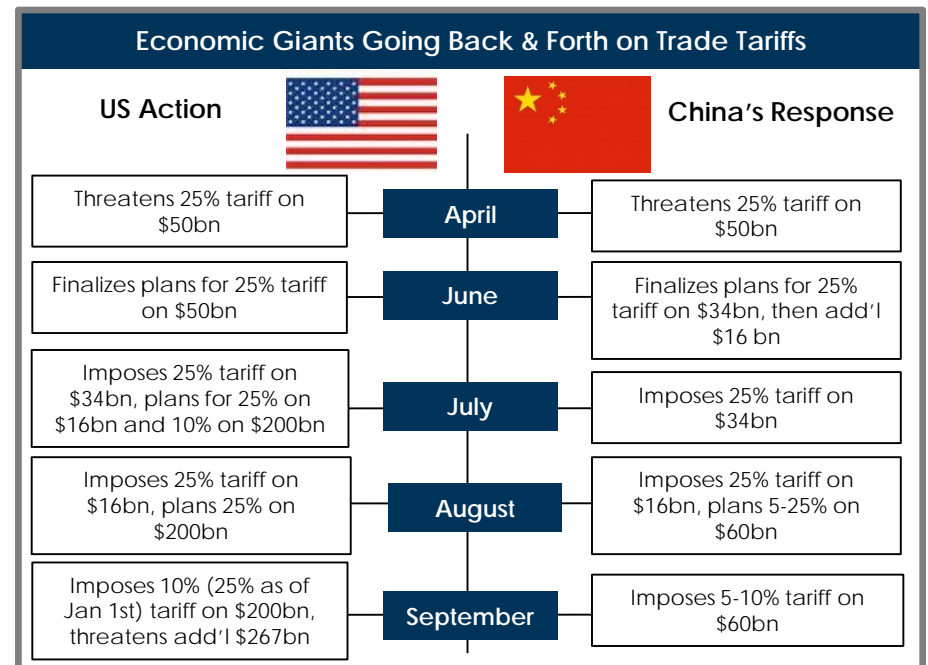 Economic Giants Going Back & Forth on Trade Tariffs
US Action
China's Response
Threatens 25% tariff on
$50bn
April
Threatens 25% tariff on
$50bn
Finalizes plans for 25% tariff
on $50bn
June
Finalizes plans for 25%
tariff on $34bn, then add'l
$16 bn
Imposes 25% tariff on
$34bn, plans for 25% on
$16bn and 10% on $200bn
July
Imposes 25% tariff on
$34bn
Imposes 25% tariff on
$16bn, plans 25% on
$200bn
August
Imposes 25% tariff on
$16bn, plans 5-25% on
$60bn
Imposes 10% (25% as of
Jan 1st) tariff on $200bn,
threatens add'l $267bn
September
Imposes 5-10% tariff on
$60bn